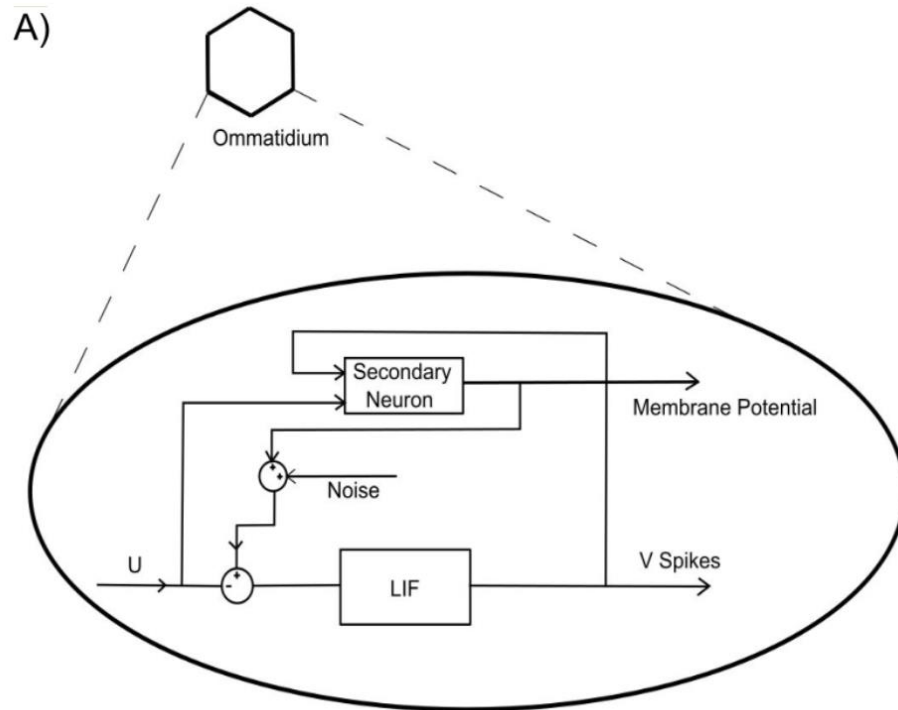 A)
Ommatidium
Secondary
Neuron
Membrane Potential
+
+
Noise
U
+
-
LIF
V Spikes